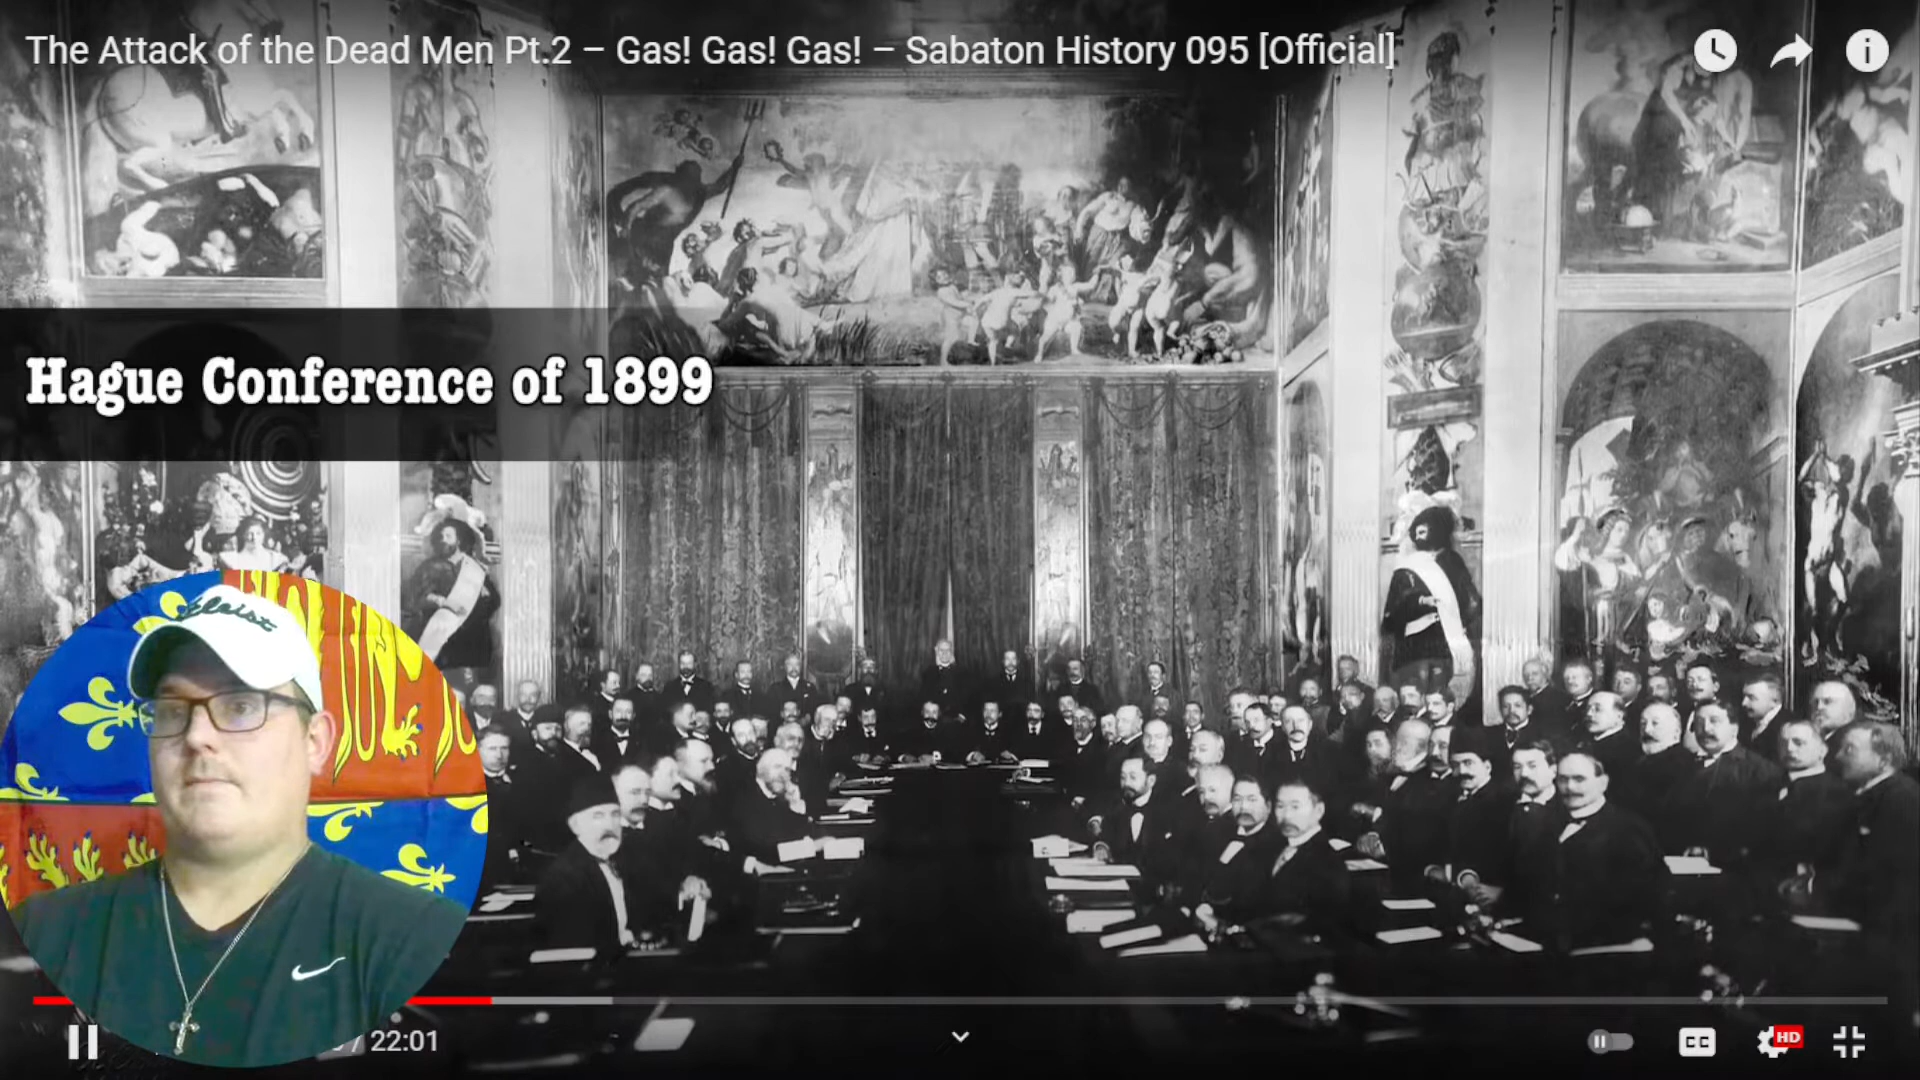 The Attack of the Dead Men Pt.2 – Gas! Gas! Gas! – Sabaton History 095 [Official]
Hague Conference of 1899
/ 22:01
CC
HD